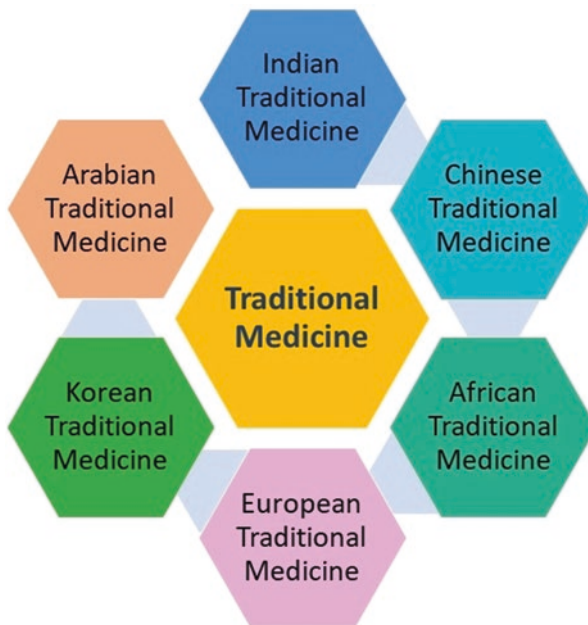 Indian
Traditional
Medicine
Chinese
Traditional
Medicine
African
Traditional
Medicine
European
Traditional
Medicine
Korean
Traditional
Medicine
Arabian
Traditional
Medicine
Traditional
Medicine